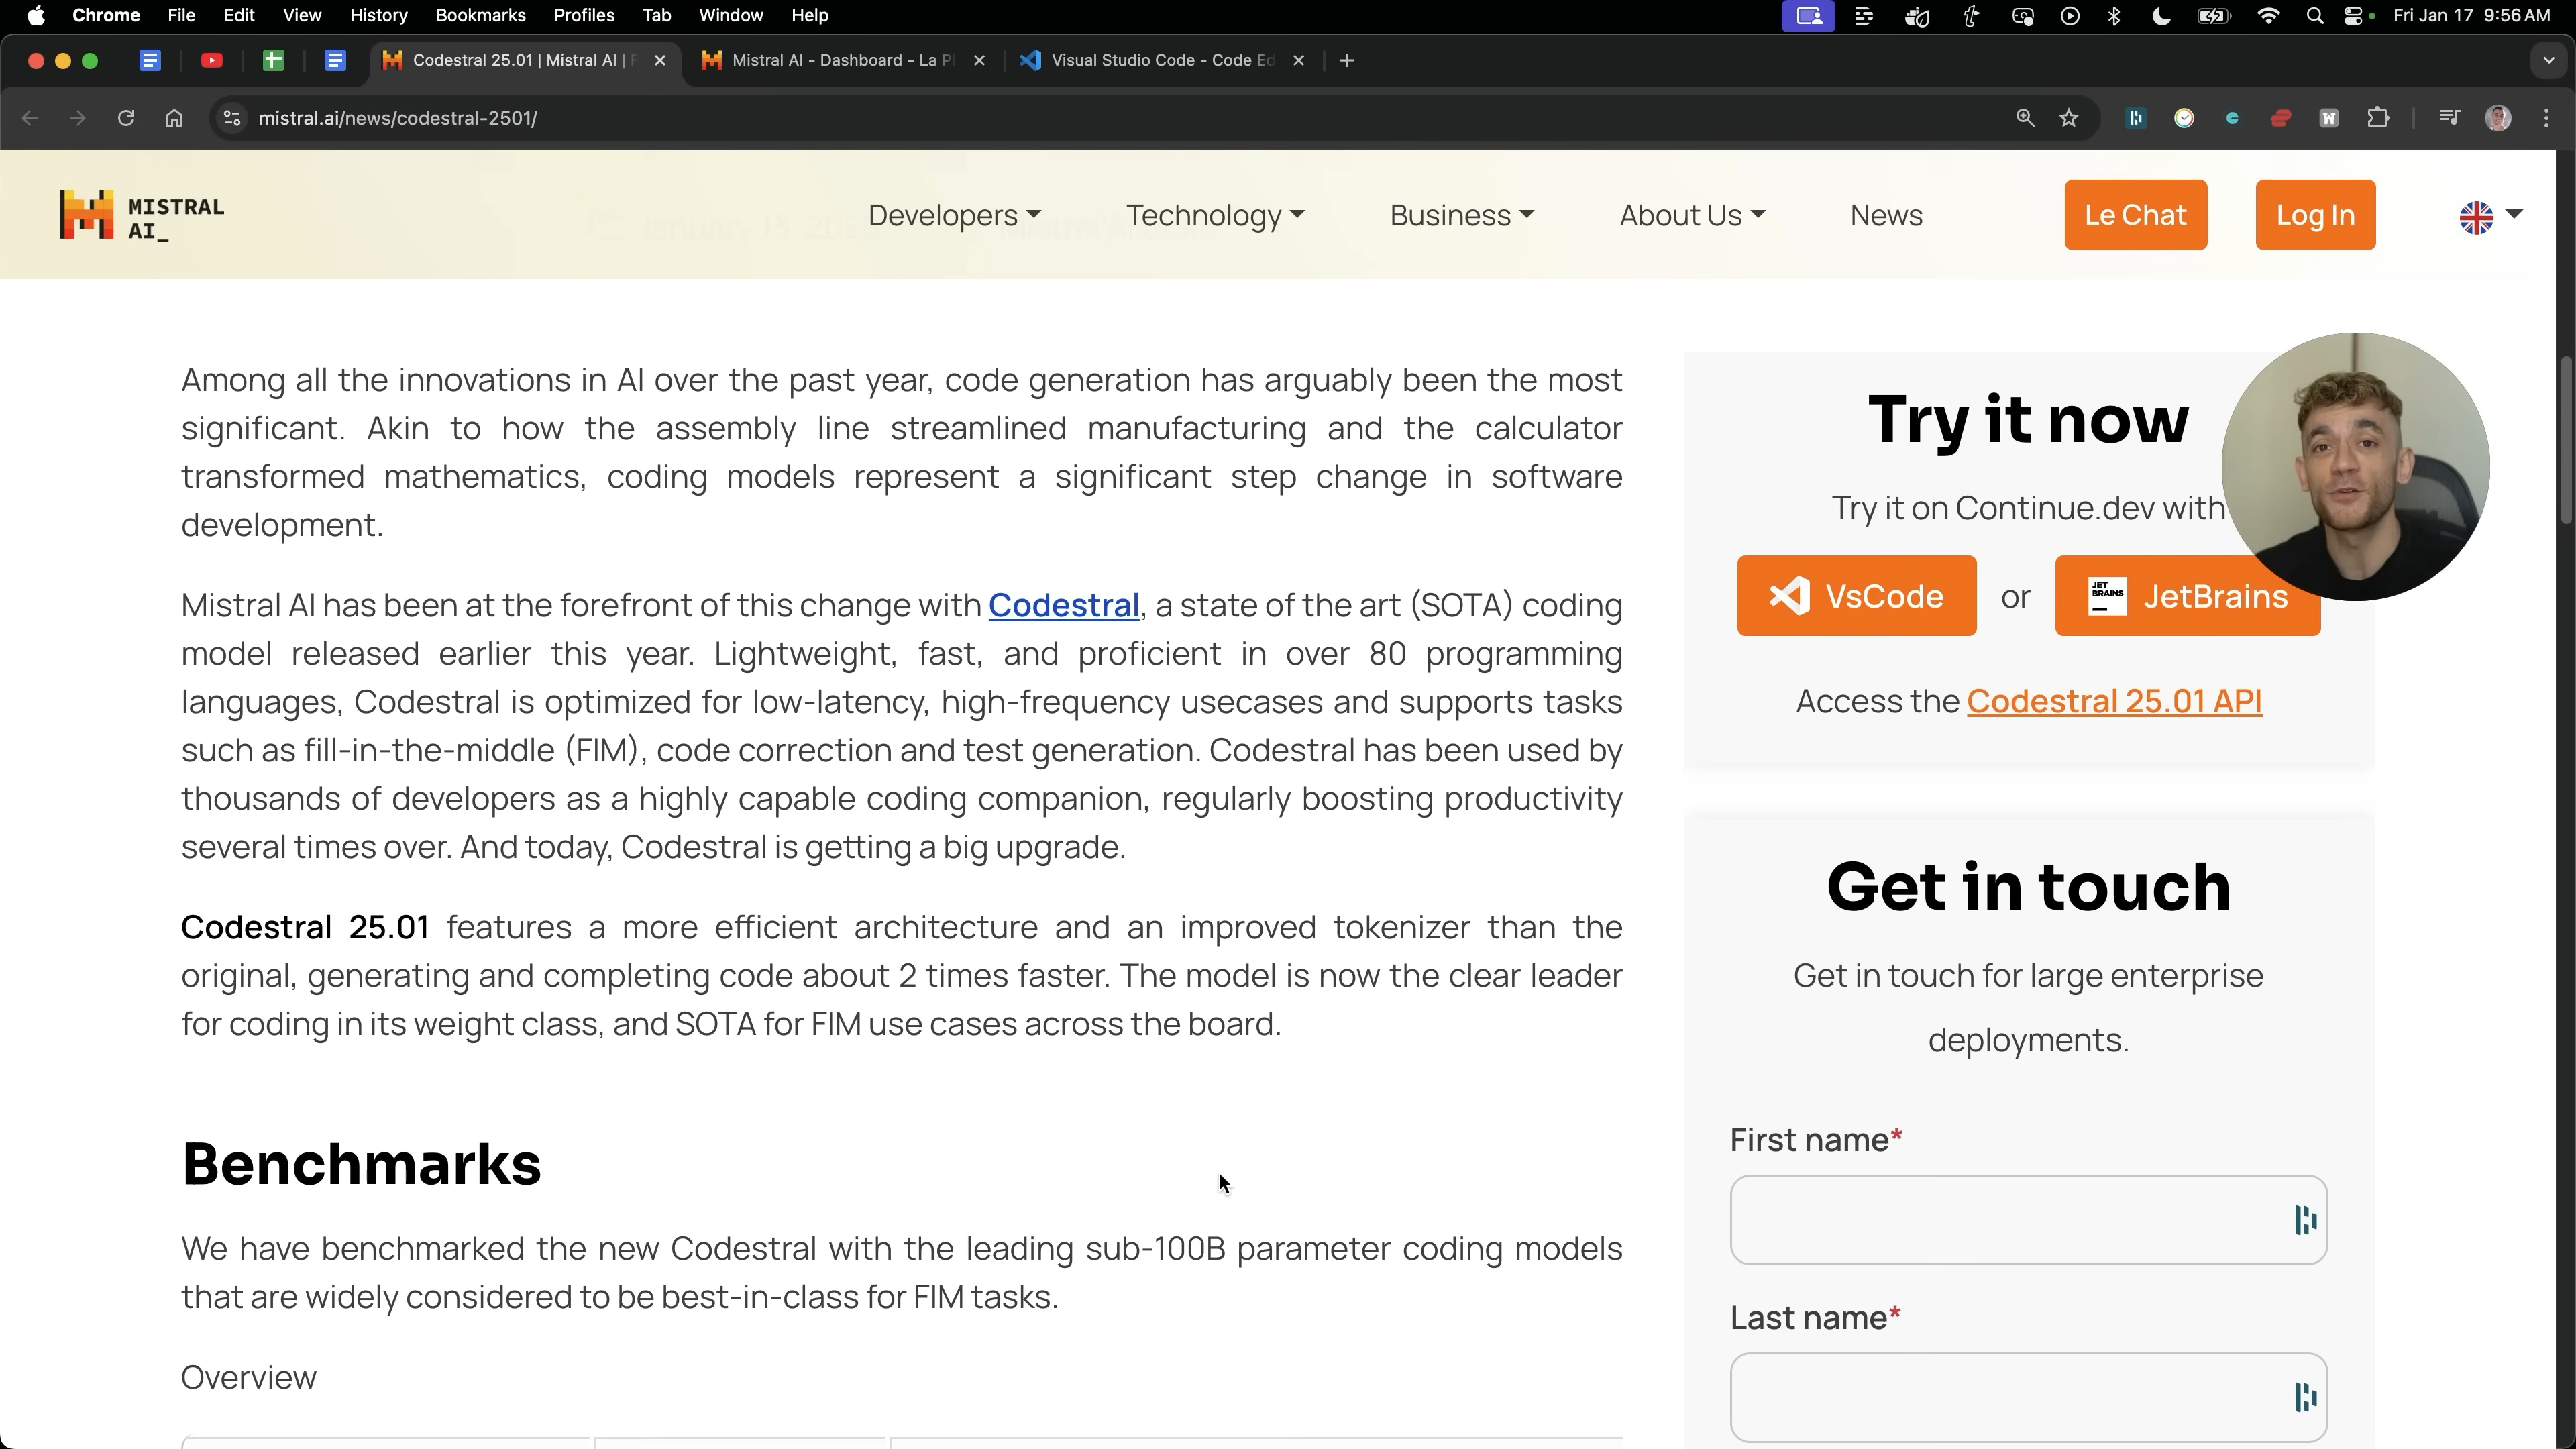 Chrome File Edit View History Bookmarks Profiles Tab Window Help
Fri Jan 17 9:56 AM
Codestral 25.01 | Mistral AI |
Mistral AI - Dashboard - La Pl
Visual Studio Code - Code Ed
mistral.ai/news/codestral-2501/
MISTRAL
AI_
Developers Technology Business About Us News Le Chat Log In
Among all the innovations in AI over the past year, code generation has arguably been the most
significant. Akin to how the assembly line streamlined manufacturing and the calculator
transformed mathematics, coding models represent a significant step change in software
development.
Mistral AI has been at the forefront of this change with Codestral, a state of the art (SOTA) coding
model released earlier this year. Lightweight, fast, and proficient in over 80 programming
languages, Codestral is optimized for low-latency, high-frequency usecases and supports tasks
such as fill-in-the-middle (FIM), code correction and test generation. Codestral has been used by
thousands of developers as a highly capable coding companion, regularly boosting productivity
several times over. And today, Codestral is getting a big upgrade.
Codestral 25.01 features a more efficient architecture and an improved tokenizer than the
original, generating and completing code about 2 times faster. The model is now the clear leader
for coding in its weight class, and SOTA for FIM use cases across the board.
Benchmarks
We have benchmarked the new Codestral with the leading sub-100B parameter coding models
that are widely considered to be best-in-class for FIM tasks.
Overview
Try it now
Try it on Continue.dev with
VsCode or JET BRAINS JetBrains
Access the Codestral 25.01 API
Get in touch
Get in touch for large enterprise
deployments.
First name*
Last name*